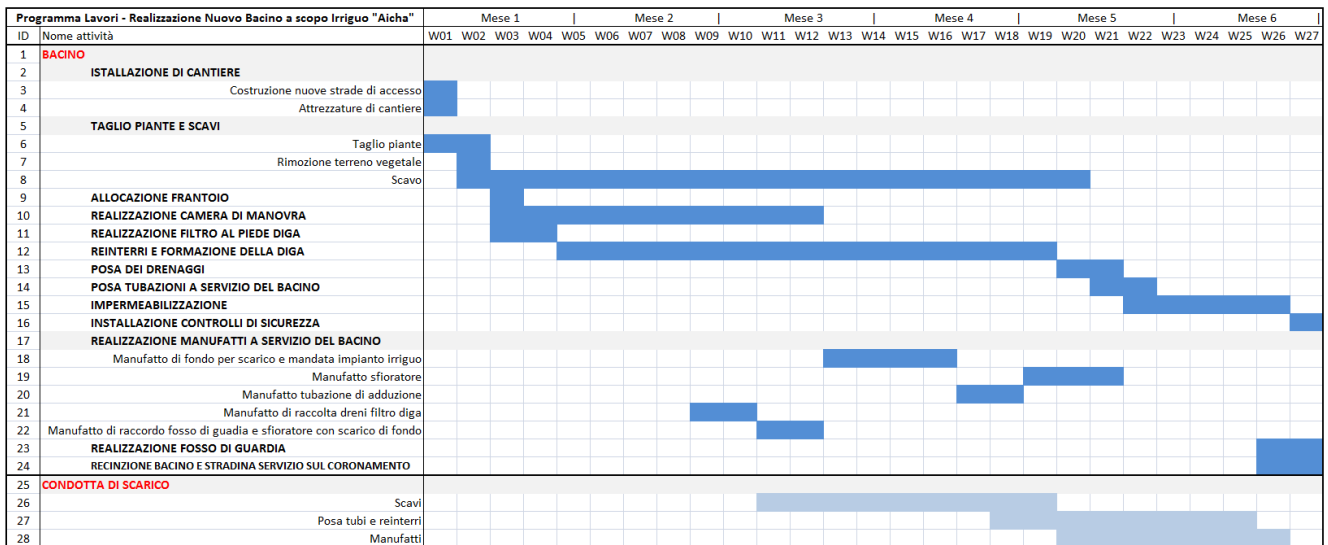 Programma Lavori - Realizzazione Nuovo Bacino a scopo Irriguo "Aicha" Mese 1 | Mese 2 | Mese 3 | Mese 4 | Mese 5 | Mese 6 |
ID Nome attività W01 W02 W03 W04 W05 W06 W07 W08 W09 W10 W11 W12 W13 W14 W15 W16 W17 W18 W19 W20 W21 W22 W23 W24 W25 W26 W27
1 BACINO
2 ISTALLAZIONE DI CANTIERE
3 Costruzione nuove strade di accesso
4 Attrezzature di cantiere
5 TAGLIO PIANTE E SCAVI
6 Taglio piante
7 Rimozione terreno vegetale
8 Scavo
9 ALLOCAZIONE FRANTOIO
10 REALIZZAZIONE CAMERA DI MANOVRA
11 REALIZZAZIONE FILTRO AL PIEDE DIGA
12 REINTERRI E FORMAZIONE DELLA DIGA
13 POSA DEI DRENAGGI
14 POSA TUBAZIONI A SERVIZIO DEL BACINO
15 IMPERMEABILIZZAZIONE
16 INSTALLAZIONE CONTROLLI DI SICUREZZA
17 REALIZZAZIONE MANUFATTI A SERVIZIO DEL BACINO
18 Manufatto di fondo per scarico e mandata impianto irriguo
19 Manufatto sfioratore
20 Manufatto tubazione di adduzione
21 Manufatto di raccolta dreni filtro diga
22 Manufatto di raccordo fosso di guadia e sfioratore con scarico di fondo
23 REALIZZAZIONE FOSSO DI GUARDIA
24 RECINZIONE BACINO E STRADINA SERVIZIO SUL CORONAMENTO
25 CONDOTTA DI SCARICO
26 Scavi
27 Posa tubi e reinterri
28 Manufatti